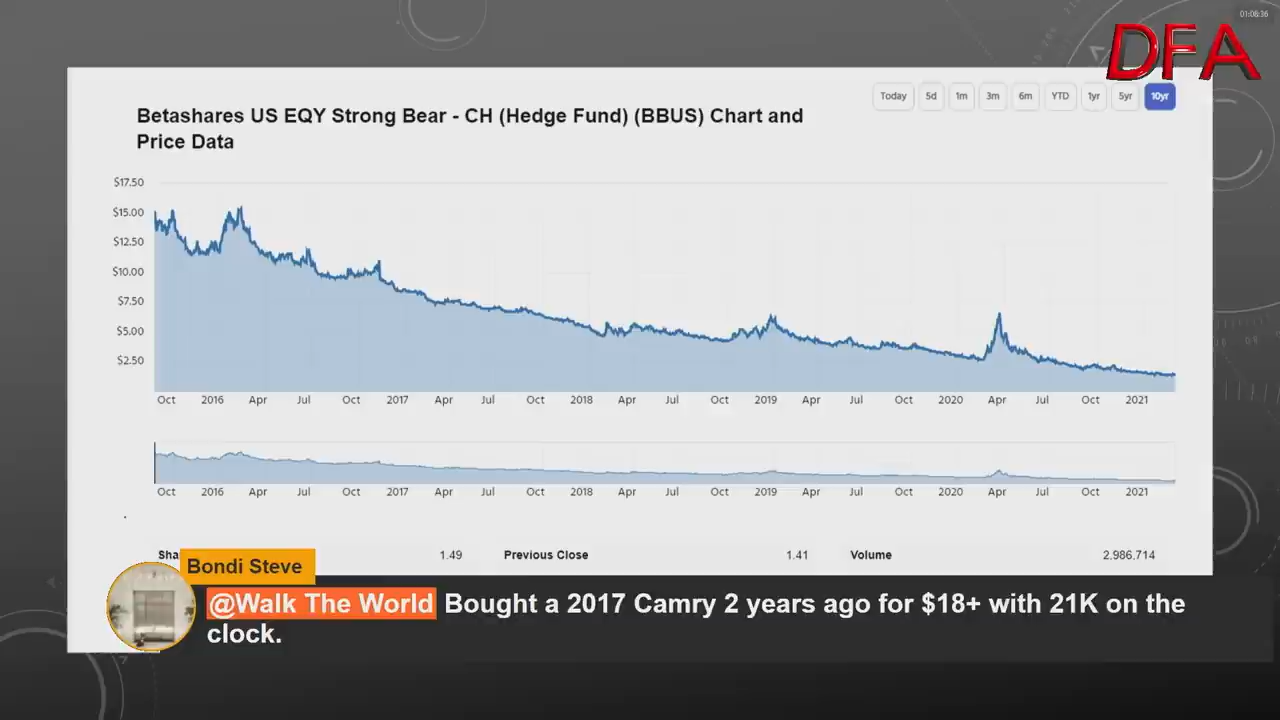 01:08:36
DFA
Today 5d 1m 3m 6m YTD 1yr 5yr 10yr
Betashares US EQY Strong Bear - CH (Hedge Fund) (BBUS) Chart and
Price Data
$17.50
$15.00
$12.50
$10.00
$7.50
$5.00
$2.50
Oct 2016 Apr Jul Oct 2017 Apr Jul Oct 2018 Apr Jul Oct 2019 Apr Jul Oct 2020 Apr Jul Oct 2021
Oct 2016 Apr Jul Oct 2017 Apr Jul Oct 2018 Apr Jul Oct 2019 Apr Jul Oct 2020 Apr Jul Oct 2021
1.49 Previous Close 1.41 Volume 2,986,714
Bondi Steve
@Walk The World Bought a 2017 Camry 2 years ago for $18+ with 21K on the
clock.